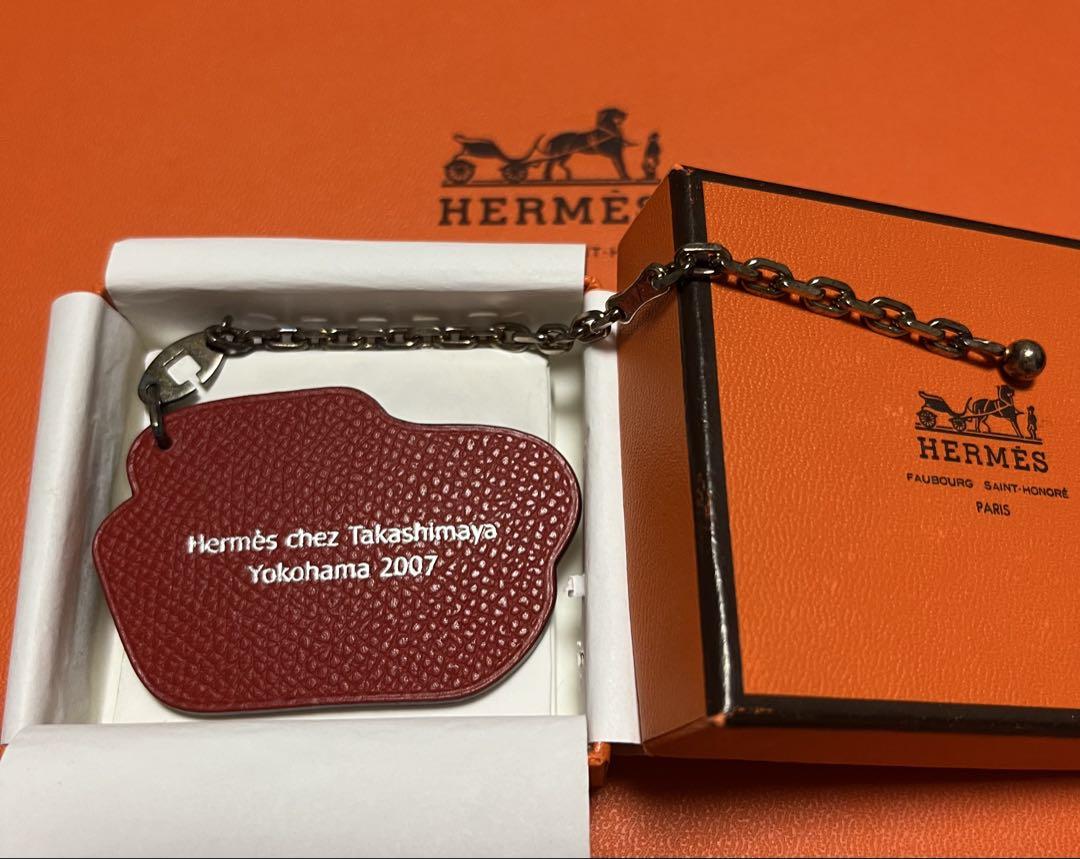 HERMÈS
Hermès chez Takashimaya
Yokohama 2007
HERMÈS
FAUBOURG SAINT-HONORÉ
PARIS